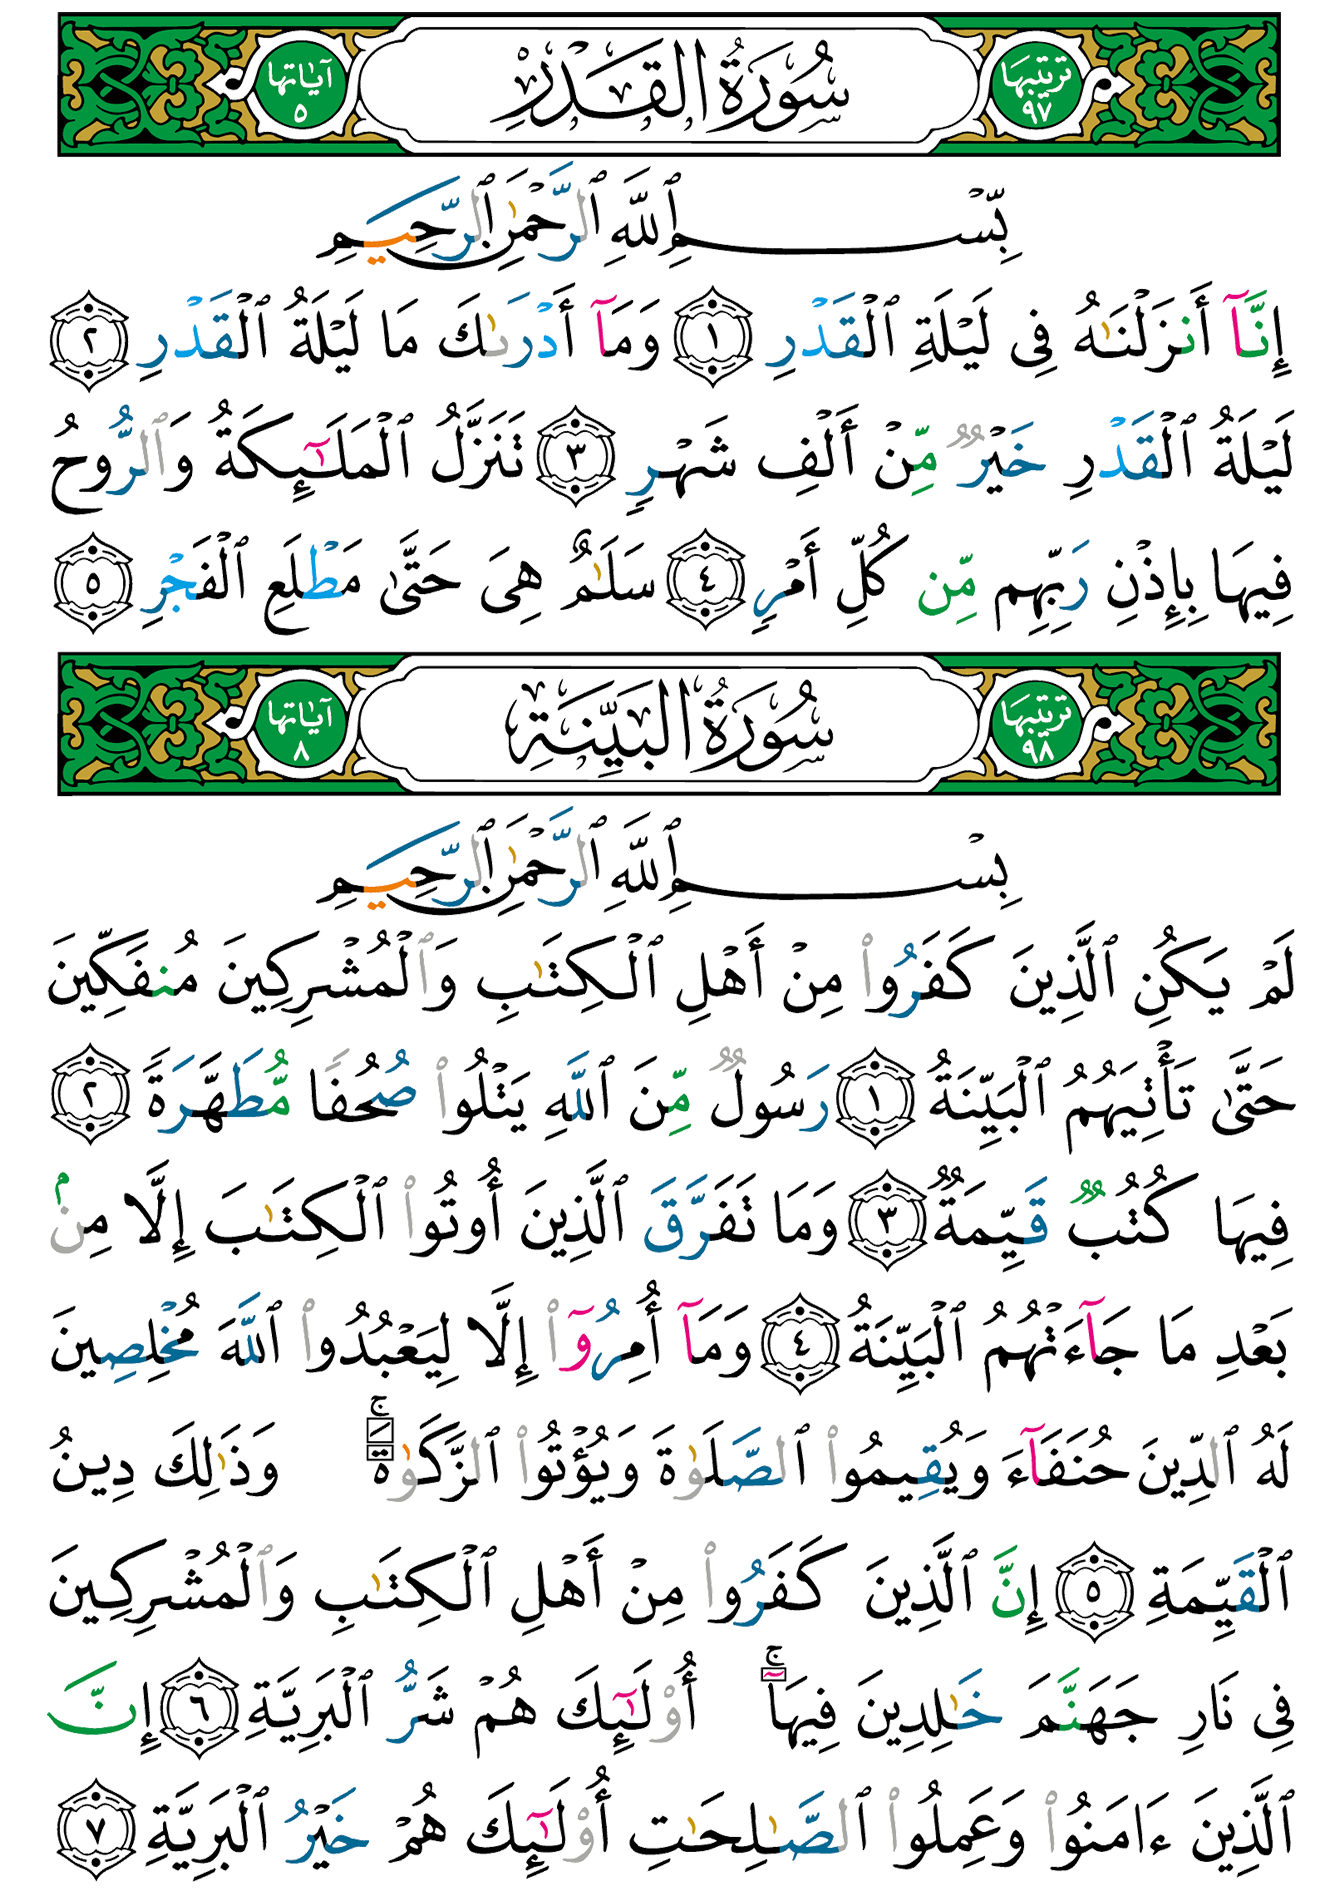 ترتيبها ٩٧ سُورَةُ الْقَدْرِ آياتها ٥
بِّسْمِ ٱللَّهِ ٱلرَّحْمَٰنِ ٱلرَّحِيمِ
إِنَّآ أَنزَلْنَٰهُ فِى لَيْلَةِ ٱلْقَدْرِ ١ وَمَآ أَدْرَىٰكَ مَا لَيْلَةُ ٱلْقَدْرِ ٢
لَيْلَةُ ٱلْقَدْرِ خَيْرٌ مِّنْ أَلْفِ شَهْرٍ ٣ تَنَزَّلُ ٱلْمَلَٰٓئِكَةُ وَٱلرُّوحُ
فِيهَا بِإِذْنِ رَبِّهِم مِّن كُلِّ أَمْرٍ ٤ سَلَٰمٌ هِىَ حَتَّىٰ مَطْلَعِ ٱلْفَجْرِ ٥
ترتيبها ٩٨ سُورَةُ الْبَيِّنَةِ آياتها ٨
بِسْمِ ٱللَّهِ ٱلرَّحْمَٰنِ ٱلرَّحِيمِ
لَمْ يَكُنِ ٱلَّذِينَ كَفَرُوا۟ مِنْ أَهْلِ ٱلْكِتَٰبِ وَٱلْمُشْرِكِينَ مُنفَكِّينَ
حَتَّىٰ تَأْتِيَهُمُ ٱلْبَيِّنَةُ ١ رَسُولٌ مِّنَ ٱللَّهِ يَتْلُوا۟ صُحُفًا مُّطَهَّرَةً ٢
فِيهَا كُتُبٌ قَيِّمَةٌ ٣ وَمَا تَفَرَّقَ ٱلَّذِينَ أُوتُوا۟ ٱلْكِتَٰبَ إِلَّا مِنۢ
بَعْدِ مَا جَآءَتْهُمُ ٱلْبَيِّنَةُ ٤ وَمَآ أُمِرُوٓا۟ إِلَّا لِيَعْبُدُوا۟ ٱللَّهَ مُخْلِصِينَ
لَهُ ٱلدِّينَ حُنَفَآءَ وَيُقِيمُوا۟ ٱلصَّلَوٰةَ وَيُؤْتُوا۟ ٱلزَّكَوٰةَ ۚ وَذَٰلِكَ دِينُ
ٱلْقَيِّمَةِ ٥ إِنَّ ٱلَّذِينَ كَفَرُوا۟ مِنْ أَهْلِ ٱلْكِتَٰبِ وَٱلْمُشْرِكِينَ
فِى نَارِ جَهَنَّمَ خَٰلِدِينَ فِيهَآ ۚ أُو۟لَٰٓئِكَ هُمْ شَرُّ ٱلْبَرِيَّةِ ٦ إِنَّ
ٱلَّذِينَ ءَامَنُوا۟ وَعَمِلُوا۟ ٱلصَّٰلِحَٰتِ أُو۟لَٰٓئِكَ هُمْ خَيْرُ ٱلْبَرِيَّةِ ٧